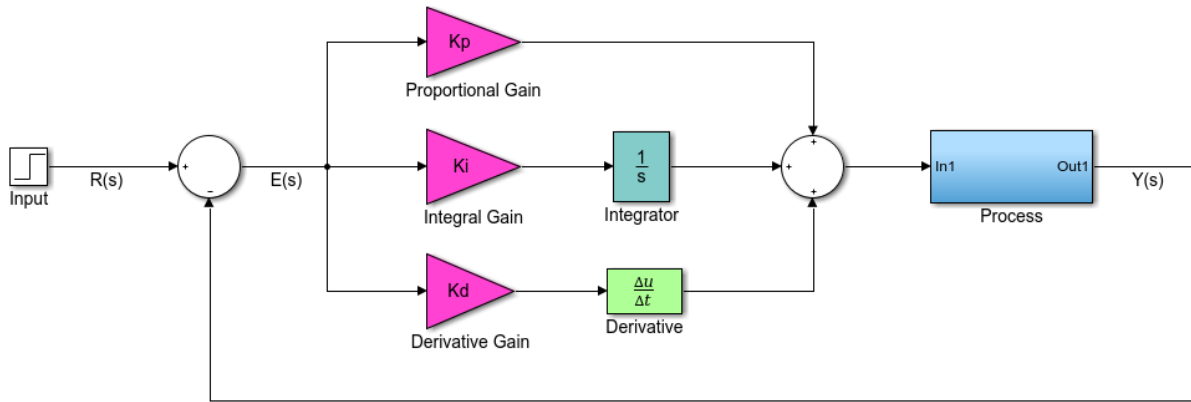 Kp
Proportional Gain
+
+
−
R(s)
E(s)
Input
Ki
Integral Gain
1
s
Integrator
+
+
In1
Out1
Process
Y(s)
Kd
Derivative Gain
Δu
Δt
Derivative